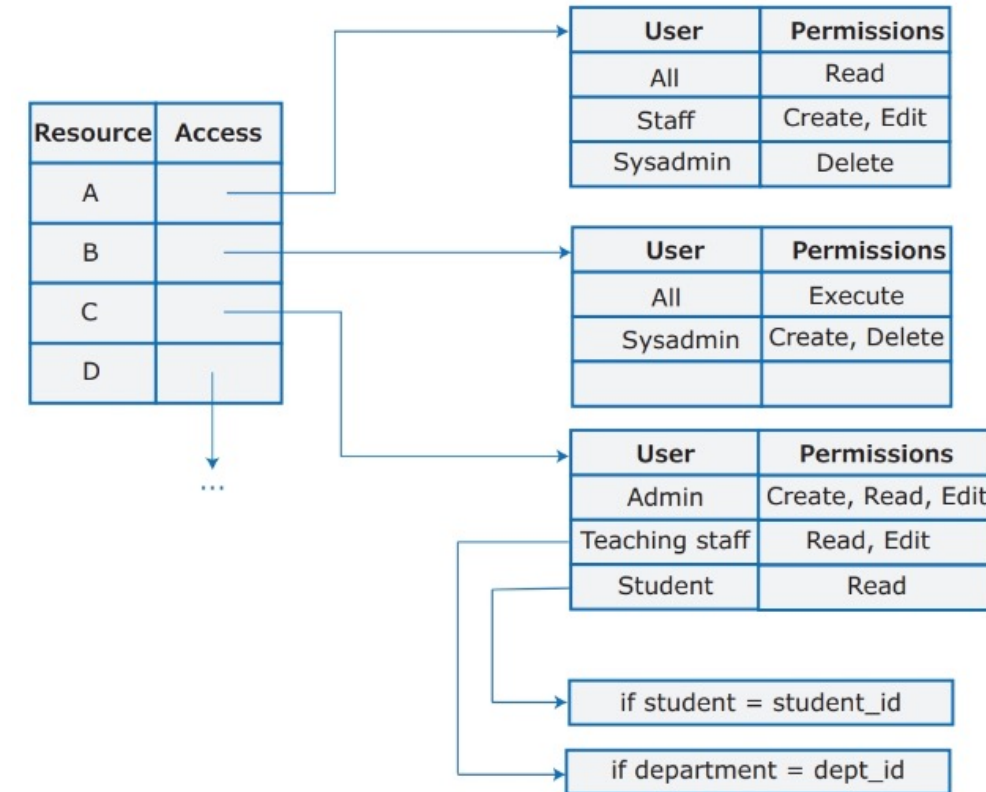 Resource Access
A
B
C
D
...
User Permissions
All Read
Staff Create, Edit
Sysadmin Delete
User Permissions
All Execute
Sysadmin Create, Delete
User Permissions
Admin Create, Read, Edit
Teaching staff Read, Edit
Student Read
if student = student_id
if department = dept_id